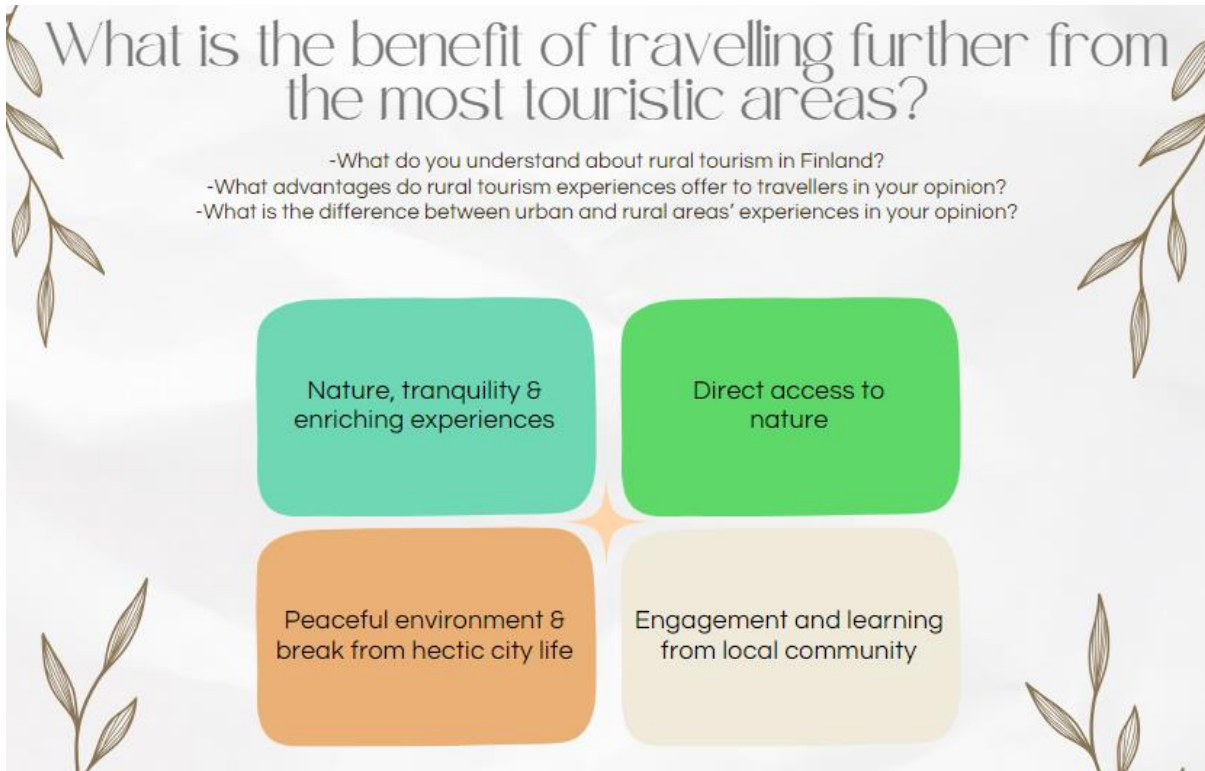 What is the benefit of travelling further from
the most touristic areas?
-What do you understand about rural tourism in Finland?
-What advantages do rural tourism experiences offer to travellers in your opinion?
-What is the difference between urban and rural areas’ experiences in your opinion?
Nature, tranquility &
enriching experiences
Direct access to
nature
Peaceful environment &
break from hectic city life
Engagement and learning
from local community